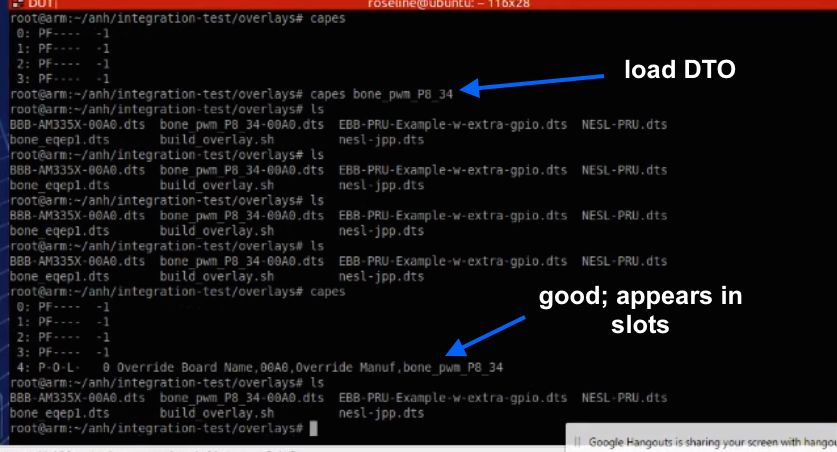 DOT|
roseline@ubuntu: ~ 116x28
root@arm:~/anh/integration-test/overlays# capes
0: PF---- -1
1: PF---- -1
2: PF---- -1
3: PF---- -1
root@arm:~/anh/integration-test/overlays# capes bone_pwm_P8_34
load DTO
root@arm:~/anh/integration-test/overlays# ls
BBB-AM335X-00A0.dts bone_pwm_P8_34-00A0.dts EBB-PRU-Example-w-extra-gpio.dts NESL-PRU.dts
bone_eqep1.dts build_overlay.sh nesl-jpp.dts
root@arm:~/anh/integration-test/overlays# ls
BBB-AM335X-00A0.dts bone_pwm_P8_34-00A0.dts EBB-PRU-Example-w-extra-gpio.dts NESL-PRU.dts
bone_eqep1.dts build_overlay.sh nesl-jpp.dts
root@arm:~/anh/integration-test/overlays# ls
BBB-AM335X-00A0.dts bone_pwm_P8_34-00A0.dts EBB-PRU-Example-w-extra-gpio.dts NESL-PRU.dts
bone_eqep1.dts build_overlay.sh nesl-jpp.dts
root@arm:~/anh/integration-test/overlays# ls
BBB-AM335X-00A0.dts bone_pwm_P8_34-00A0.dts EBB-PRU-Example-w-extra-gpio.dts NESL-PRU.dts
bone_eqep1.dts build_overlay.sh nesl-jpp.dts
root@arm:~/anh/integration-test/overlays# capes
0: PF---- -1
1: PF---- -1
2: PF---- -1
3: PF---- -1
good; appears in
slots
4: P-O-L- 0 Override Board Name,00A0,Override Manuf,bone_pwm_P8_34
root@arm:~/anh/integration-test/overlays# ls
BBB-AM335X-00A0.dts bone_pwm_P8_34-00A0.dts EBB-PRU-Example-w-extra-gpio.dts NESL-PRU.dts
bone_eqep1.dts build_overlay.sh nesl-jpp.dts
root@arm:~/anh/integration-test/overlays#
Google Hangouts is sharing your screen with hangou